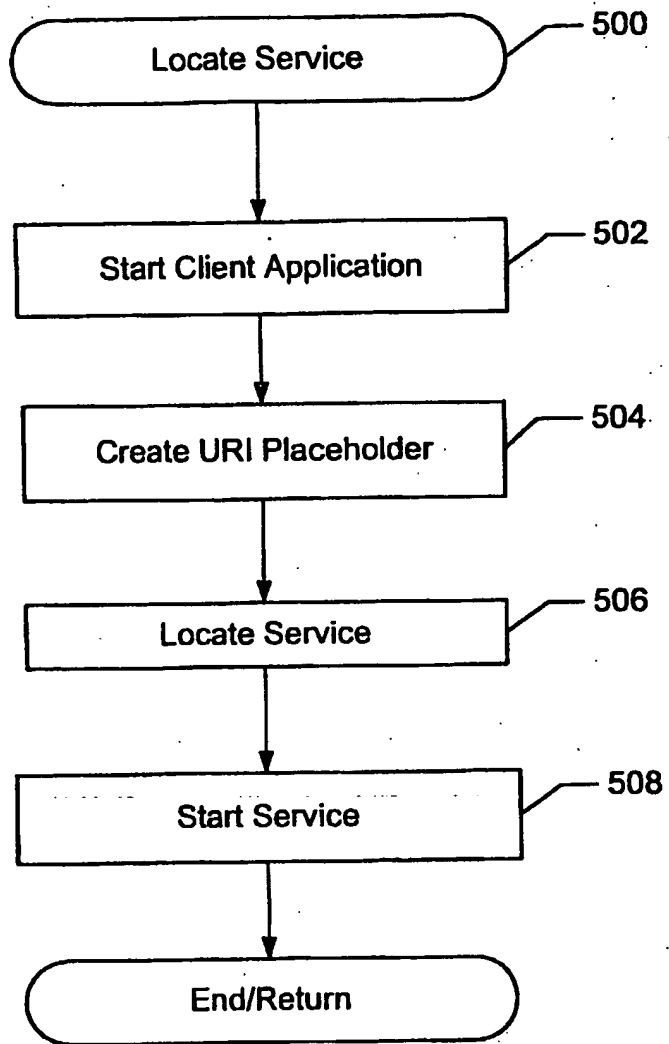 Locate Service
500
Start Client Application
502
Create URI Placeholder
504
Locate Service
506
Start Service
508
End/Return